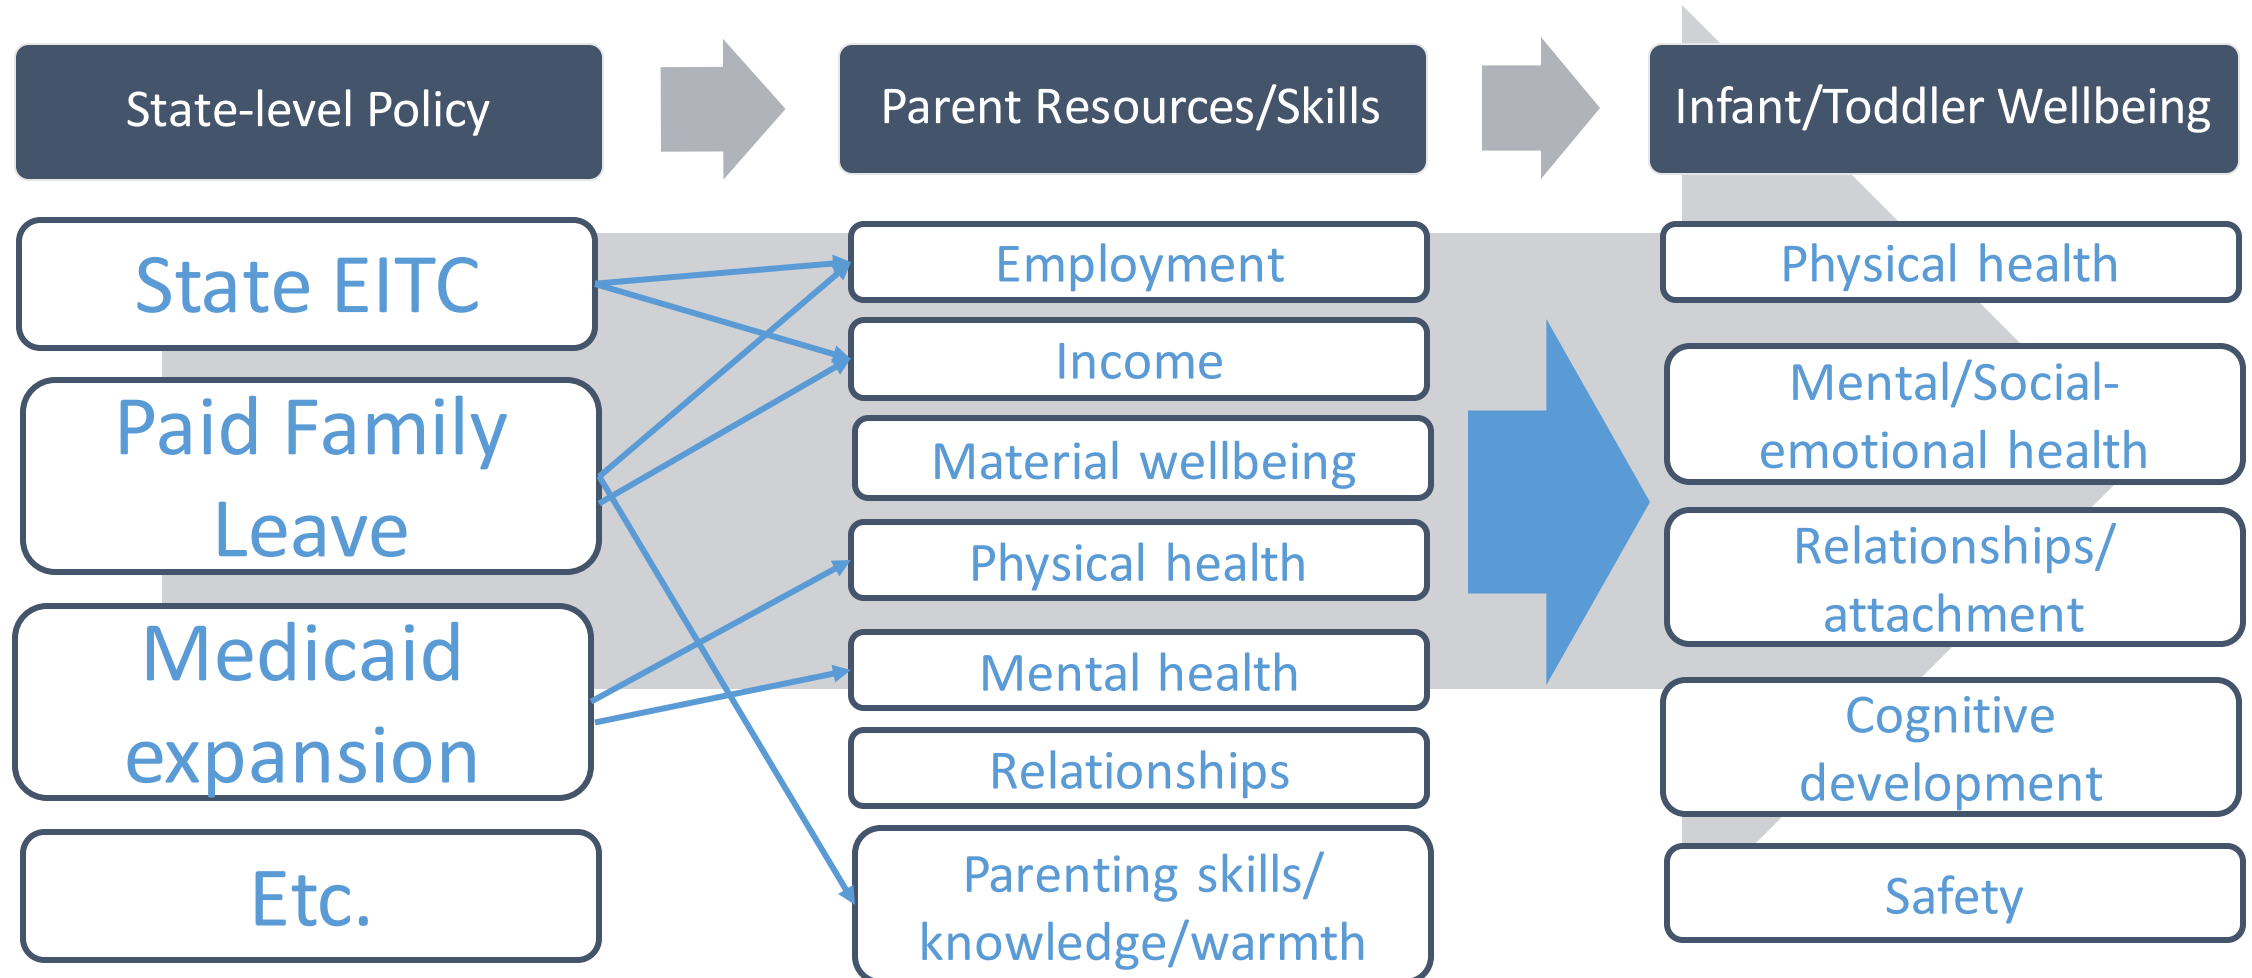 State-level Policy
Parent Resources/Skills
Infant/Toddler Wellbeing
State EITC
Paid Family
Leave
Medicaid
expansion
Etc.
Employment
Income
Material wellbeing
Physical health
Mental health
Relationships
Parenting skills/
knowledge/warmth
Physical health
Mental/Social-
emotional health
Relationships/
attachment
Cognitive
development
Safety